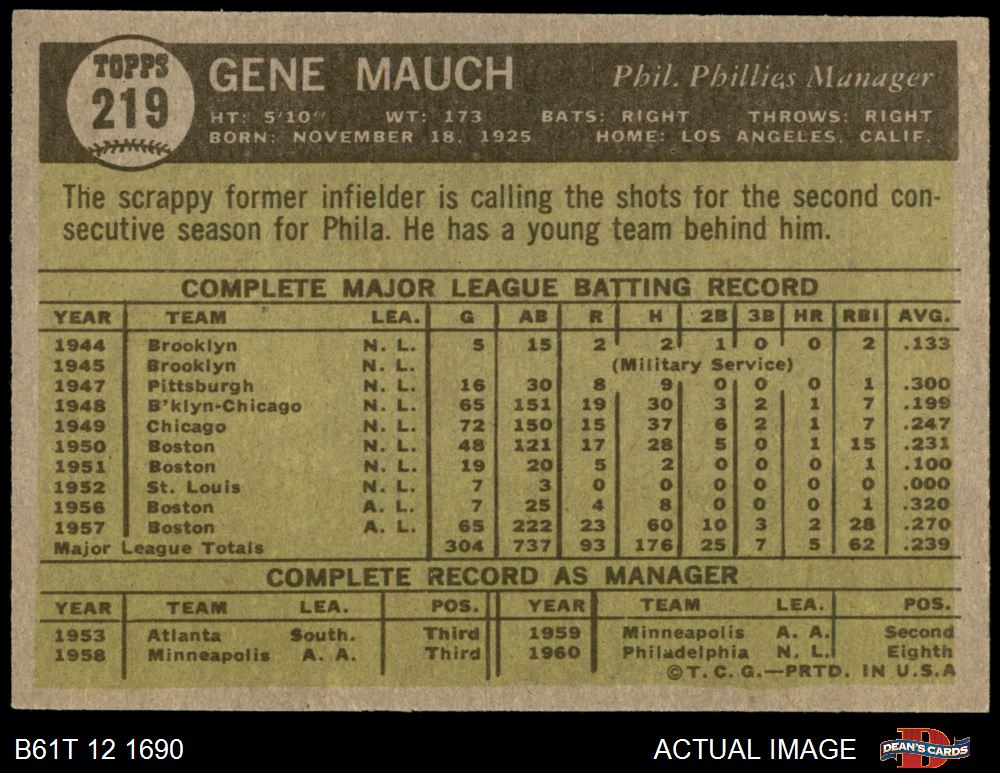 TOPPS
219
GENE MAUCH Phil. Phillies Manager
HT: 5'10" WT: 173 BATS: RIGHT THROWS: RIGHT
BORN: NOVEMBER 18, 1925 HOME: LOS ANGELES, CALIF.
The scrappy former infielder is calling the shots for the second con-
secutive season for Phila. He has a young team behind him.
COMPLETE MAJOR LEAGUE BATTING RECORD
YEAR TEAM LEA. G AB R H 2B 3B HR RBI AVG.
1944 Brooklyn N. L. 5 15 2 2 1 0 0 2 .133
1945 Brooklyn N. L. (Military Service)
1947 Pittsburgh N. L. 16 30 8 9 0 0 0 1 .300
1948 B'klyn-Chicago N. L. 65 151 19 30 3 2 1 7 .199
1949 Chicago N. L. 72 150 15 37 6 2 1 7 .247
1950 Boston N. L. 48 121 17 28 5 0 1 15 .231
1951 Boston N. L. 19 20 5 2 0 0 0 1 .100
1952 St. Louis N. L. 7 3 0 0 0 0 0 0 .000
1956 Boston A. L. 7 25 4 8 0 0 0 1 .320
1957 Boston A. L. 65 222 23 60 10 3 2 28 .270
Major League Totals 304 737 93 176 25 7 5 62 .239
COMPLETE RECORD AS MANAGER
YEAR TEAM LEA. POS. YEAR TEAM LEA. POS.
1953 Atlanta South. Third 1959 Minneapolis A. A. Second
1958 Minneapolis A. A. Third 1960 Philadelphia N. L. Eighth
©T. C. G.—PRTD. IN U.S.A
B61T 12 1690 ACTUAL IMAGE DEAN'S CARDS